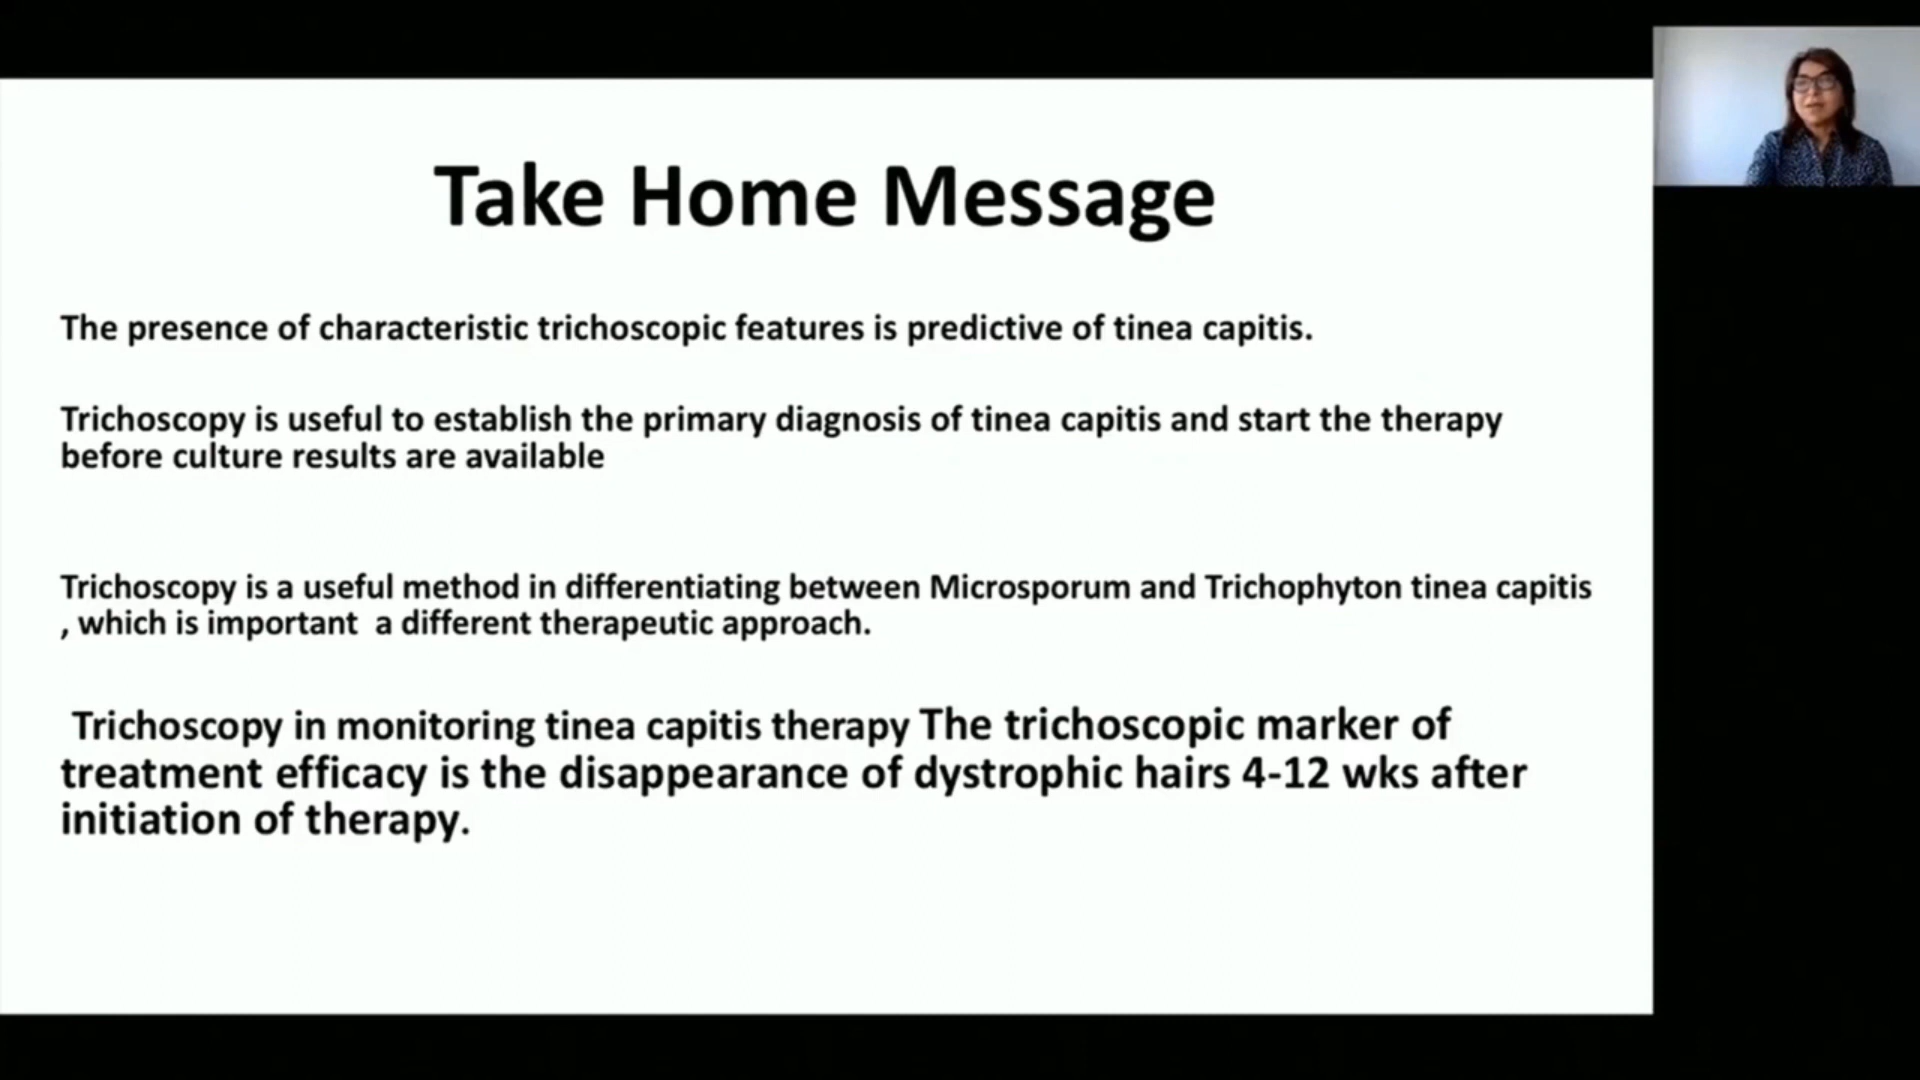 Take Home Message
The presence of characteristic trichoscopic features is predictive of tinea capitis.
Trichoscopy is useful to establish the primary diagnosis of tinea capitis and start the therapy
before culture results are available
Trichoscopy is a useful method in differentiating between Microsporum and Trichophyton tinea capitis
, which is important a different therapeutic approach.
Trichoscopy in monitoring tinea capitis therapy The trichoscopic marker of
treatment efficacy is the disappearance of dystrophic hairs 4-12 wks after
initiation of therapy.